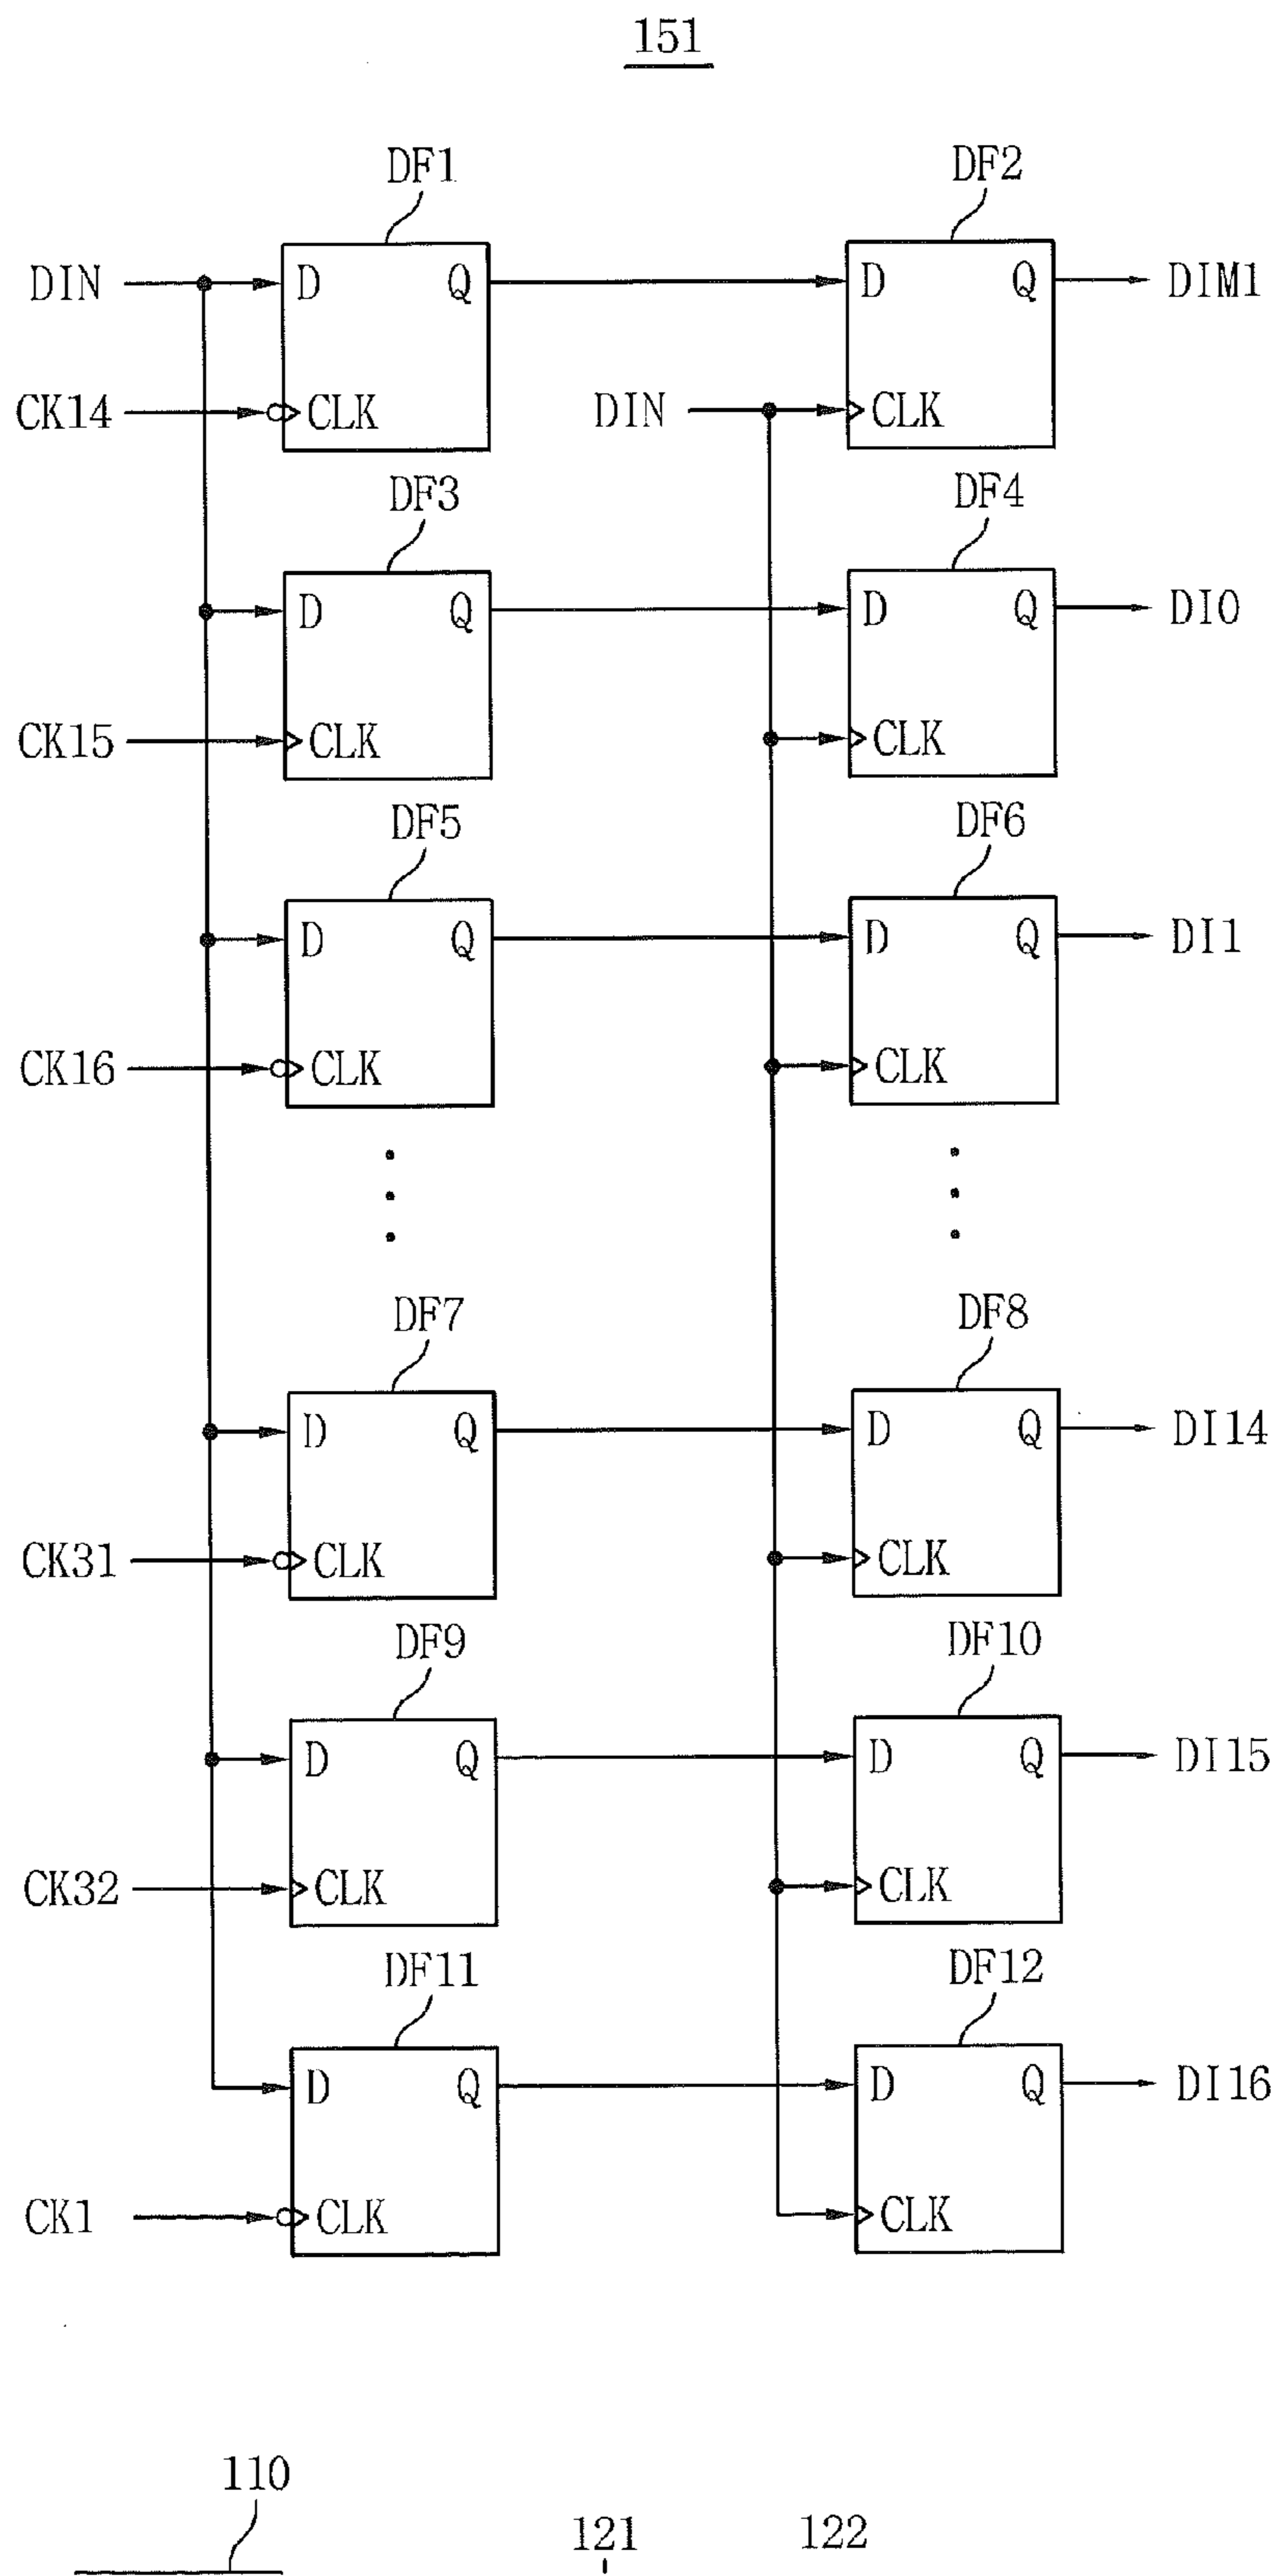 151
DF1 DF2
DIN D Q D Q DIM1
CK14 CLK DIN CLK
DF3 DF4
D Q D Q DI0
CK15 CLK CLK
DF5 DF6
D Q D Q DI1
CK16 CLK CLK
DF7 DF8
D Q D Q DI14
CK31 CLK CLK
DF9 DF10
D Q D Q DI15
CK32 CLK CLK
DF11 DF12
D Q D Q DI16
CK1 CLK CLK
110
121 122